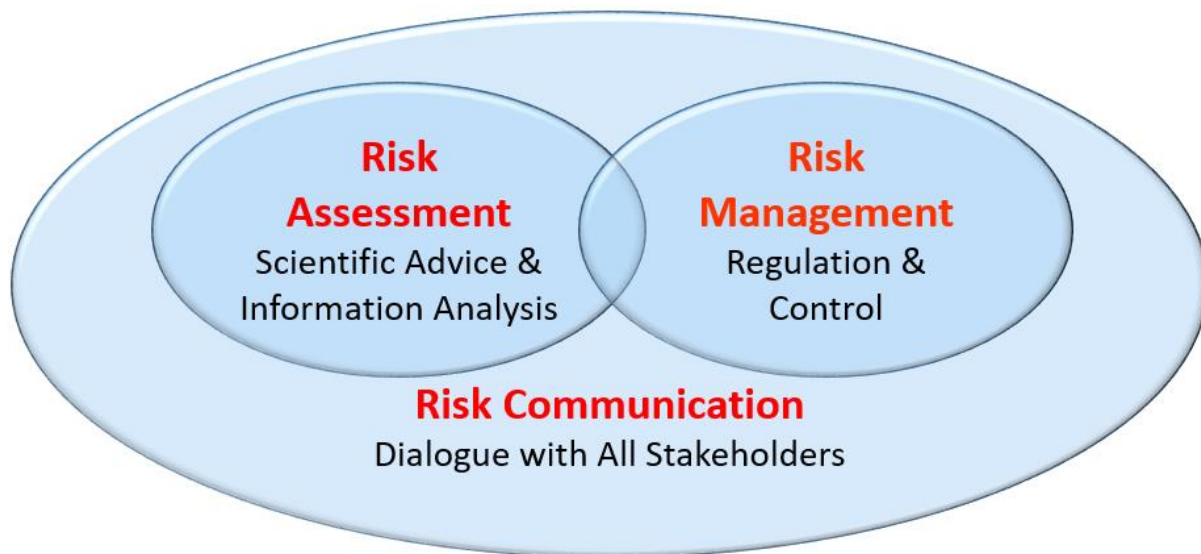 Risk
Assessment
Scientific Advice &
Information Analysis
Risk
Management
Regulation &
Control
Risk Communication
Dialogue with All Stakeholders